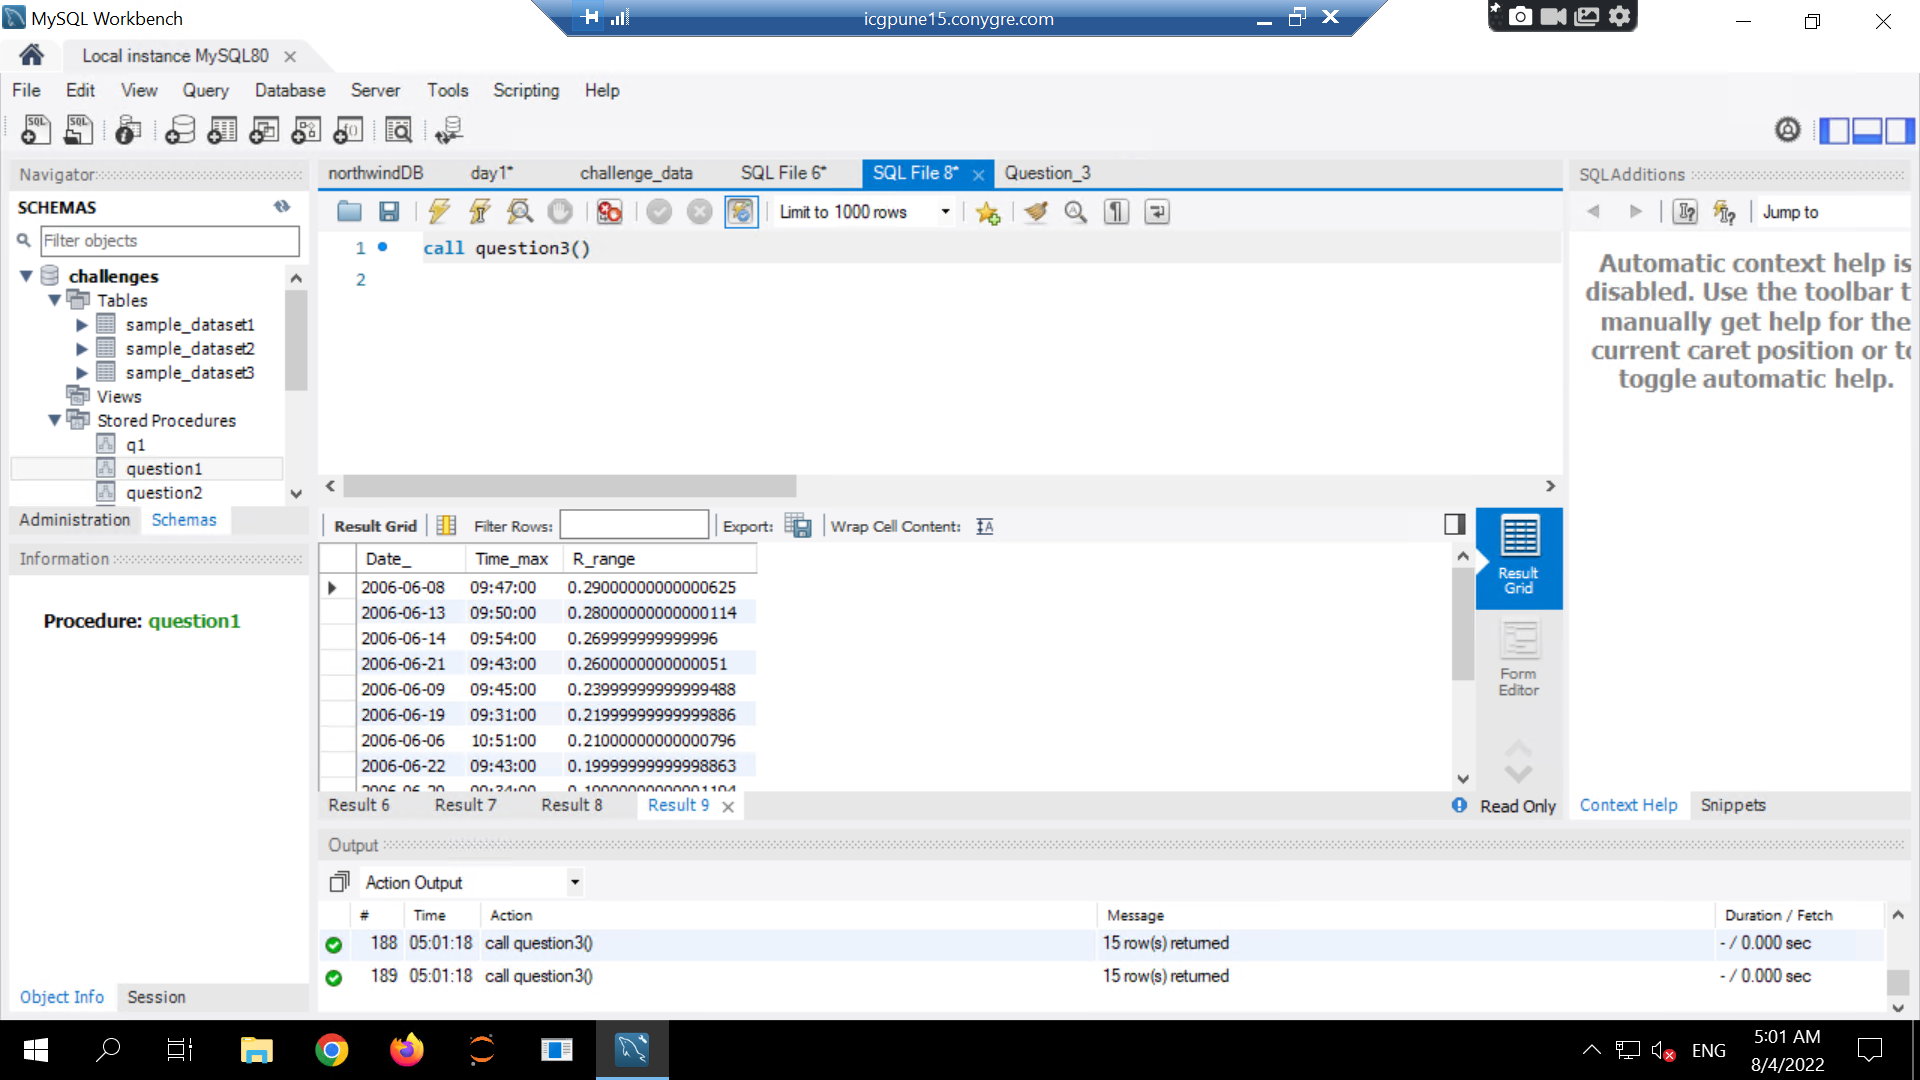 MySQL Workbench
icgpune15.conygre.com
Local instance MySQL80
File Edit View Query Database Server Tools Scripting Help
Navigator
SCHEMAS
Filter objects
challenges
Tables
sample_dataset1
sample_dataset2
sample_dataset3
Views
Stored Procedures
q1
question1
question2
Administration Schemas
Information
Procedure: question1
Object Info Session
northwindDB day1* challenge_data SQL File 6* SQL File 8* Question_3
Limit to 1000 rows
1 call question3()
2
Result Grid Filter Rows: Export: Wrap Cell Content:
Date_ Time_max R_range
2006-06-08 09:47:00 0.29000000000000625
2006-06-13 09:50:00 0.28000000000000114
2006-06-14 09:54:00 0.269999999999996
2006-06-21 09:43:00 0.2600000000000051
2006-06-09 09:45:00 0.23999999999999488
2006-06-19 09:31:00 0.21999999999999886
2006-06-06 10:51:00 0.21000000000000796
2006-06-22 09:43:00 0.19999999999998863
Result Grid
Form Editor
Result 6 Result 7 Result 8 Result 9
Read Only
SQLAdditions
Jump to
Automatic context help is
disabled. Use the toolbar t
manually get help for the
current caret position or to
toggle automatic help.
Context Help Snippets
Output
Action Output
# Time Action Message Duration / Fetch
188 05:01:18 call question3() 15 row(s) returned - / 0.000 sec
189 05:01:18 call question3() 15 row(s) returned - / 0.000 sec
ENG
5:01 AM
8/4/2022